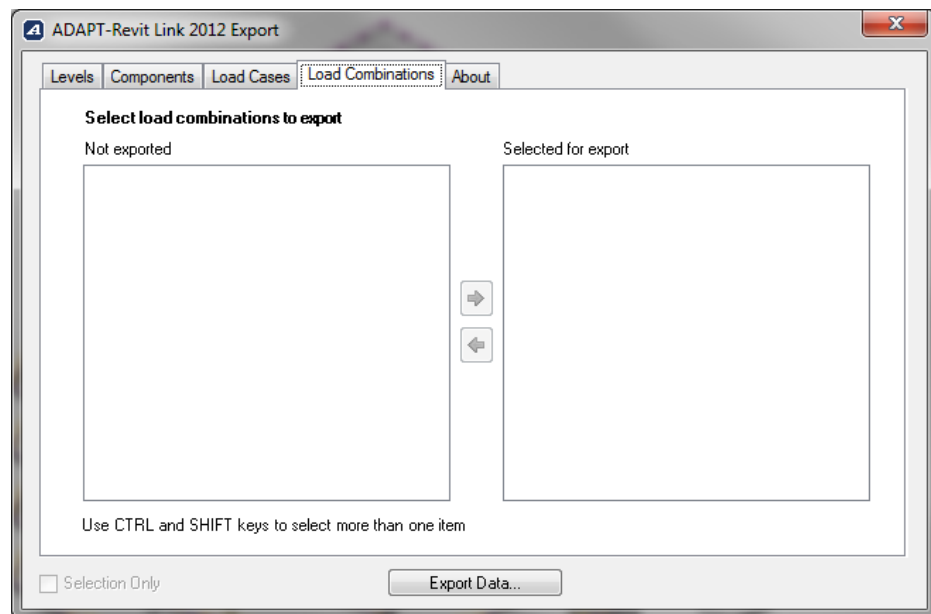 ADAPT-Revit Link 2012 Export
Levels Components Load Cases Load Combinations About
Select load combinations to export
Not exported Selected for export
Use CTRL and SHIFT keys to select more than one item
Selection Only Export Data...